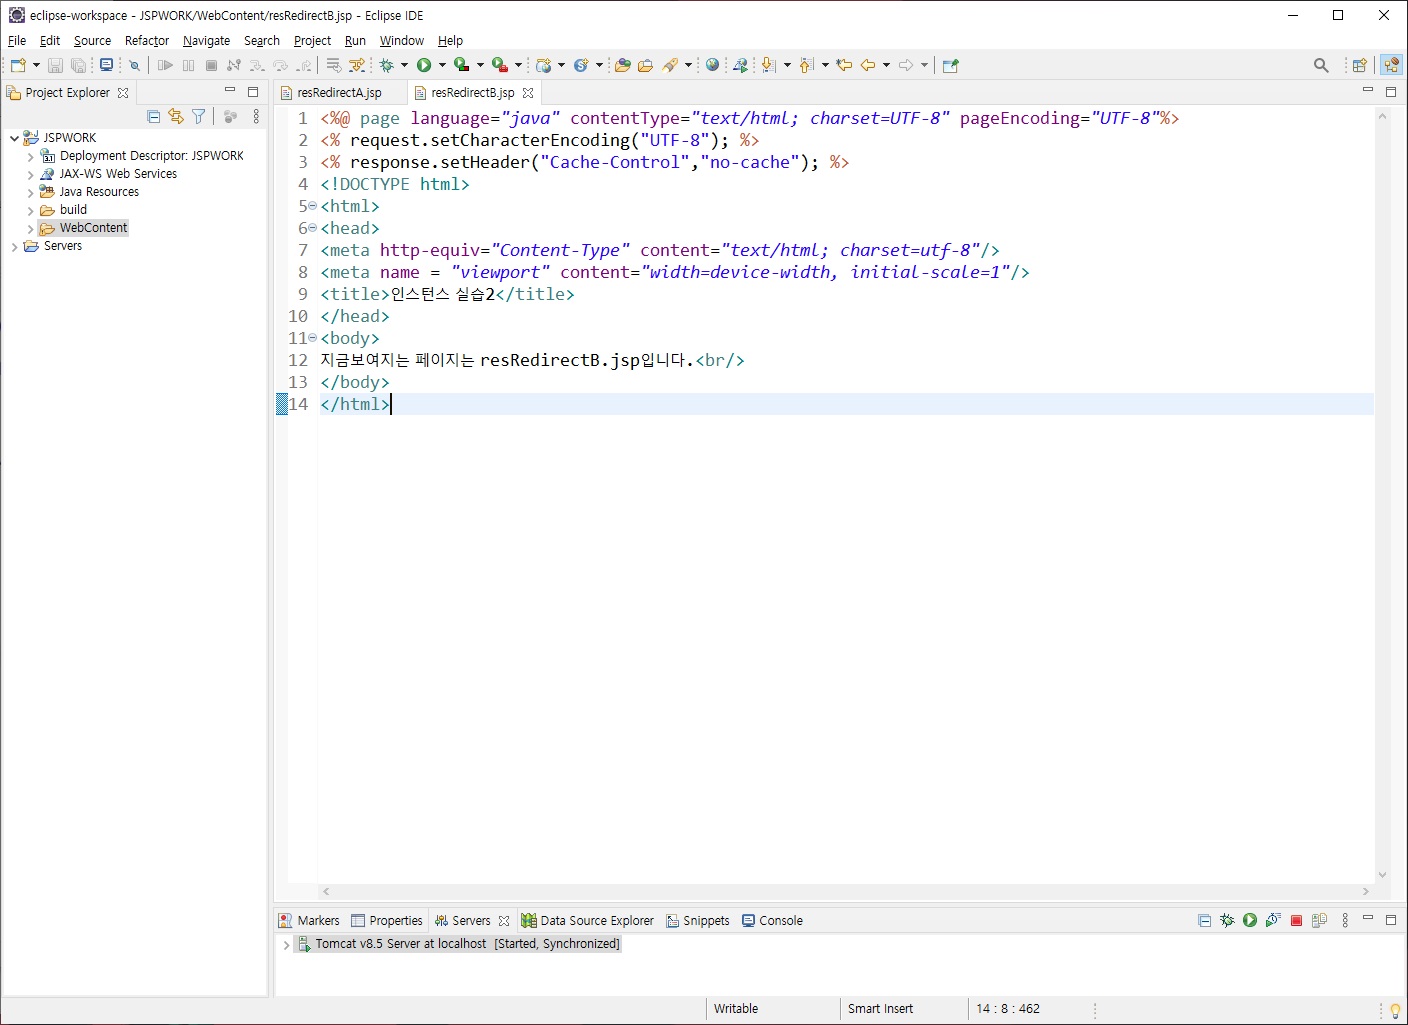 eclipse-workspace - JSPWORK/WebContent/resRedirectB.jsp - Eclipse IDE
File Edit Source Refactor Navigate Search Project Run Window Help
Project Explorer
resRedirectA.jsp
resRedirectB.jsp
JSPWORK
Deployment Descriptor: JSPWORK
JAX-WS Web Services
Java Resources
build
WebContent
Servers
1 <%@ page language="java" contentType="text/html; charset=UTF-8" pageEncoding="UTF-8"%>
2 <% request.setCharacterEncoding("UTF-8"); %>
3 <% response.setHeader("Cache-Control","no-cache"); %>
4 <!DOCTYPE html>
5 <html>
6 <head>
7 <meta http-equiv="Content-Type" content="text/html; charset=utf-8"/>
8 <meta name = "viewport" content="width=device-width, initial-scale=1"/>
9 <title>인스턴스 실습2</title>
10 </head>
11 <body>
12 지금보여지는 페이지는 resRedirectB.jsp입니다.<br/>
13 </body>
14 </html>
Markers Properties Servers Data Source Explorer Snippets Console
Tomcat v8.5 Server at localhost [Started, Synchronized]
Writable Smart Insert 14 : 8 : 462